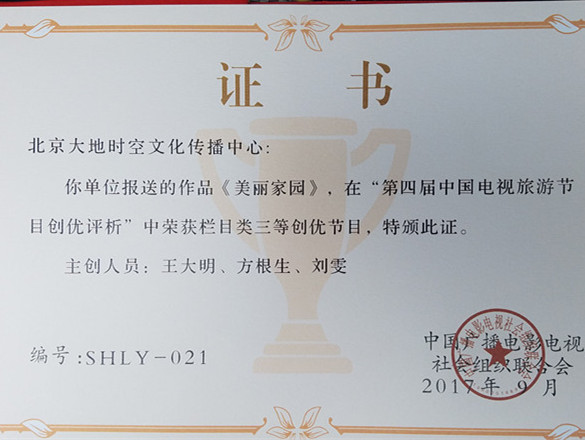 证 书
北京大地时空文化传播中心:
你单位报送的作品《美丽家园》，在“第四届中国电视旅游节
目创优评析”中荣获栏目类三等创优节目，特颁此证。
主创人员：王大明、方根生、刘雯
编号:SHLY-021
中国广播电影电视
社会组织联合会
2017年9月